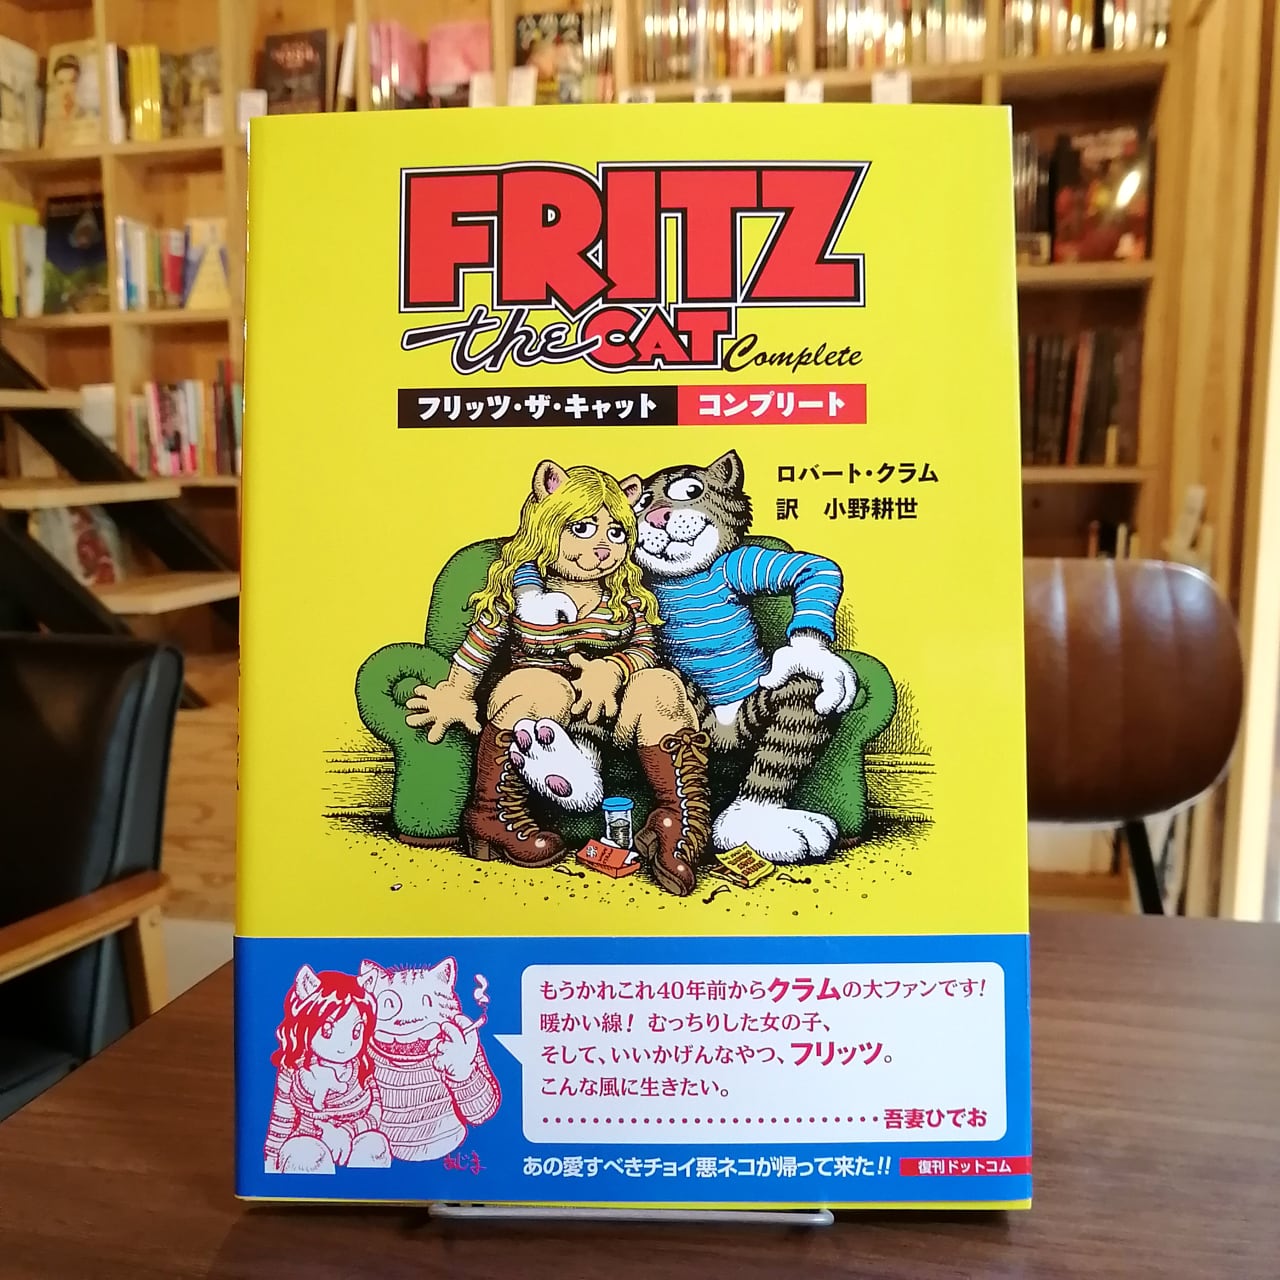 FRITZ
the CAT Complete
フリッツ・ザ・キャット コンプリート
ロバート・クラム
訳 小野耕世
もうかれこれ40年前からクラムの大ファンです!
暖かい線! むっちりした女の子、
そして、いいかげんなやつ、フリッツ。
こんな風に生きたい。
・・・・・・・・・・・・・・・・・・・・・・・・・・・・吾妻ひでお
あじま
あの愛すべきチョイ悪ネコが帰って来た!!
復刊ドットコム